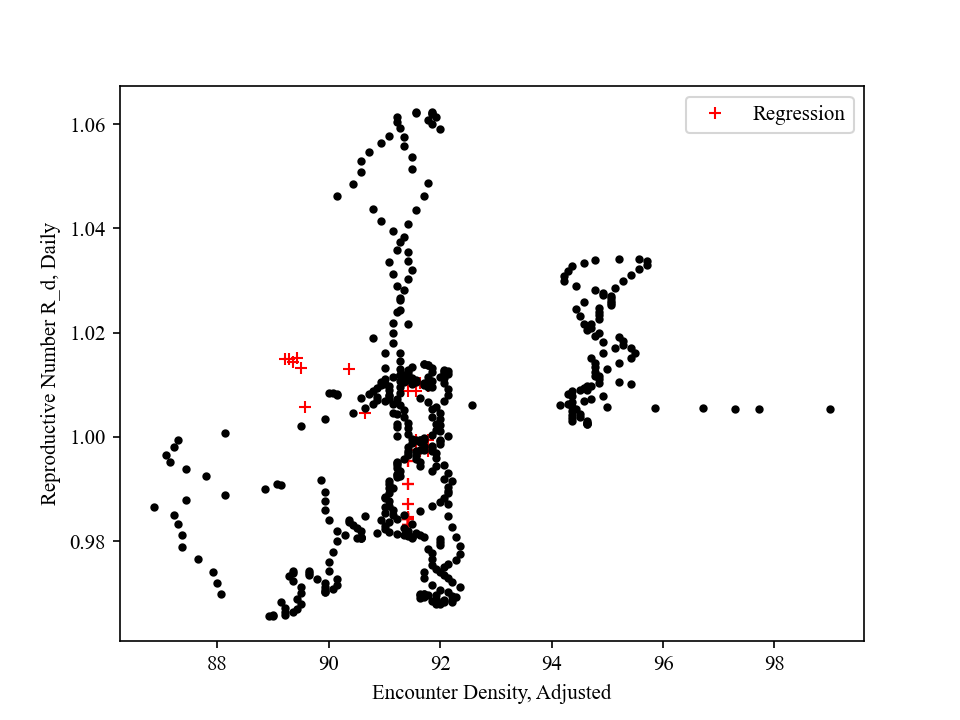 Regression
1.06
1.04
1.02
1.00
0.98
Reproductive Number R_d, Daily
88 90 92 94 96 98
Encounter Density, Adjusted